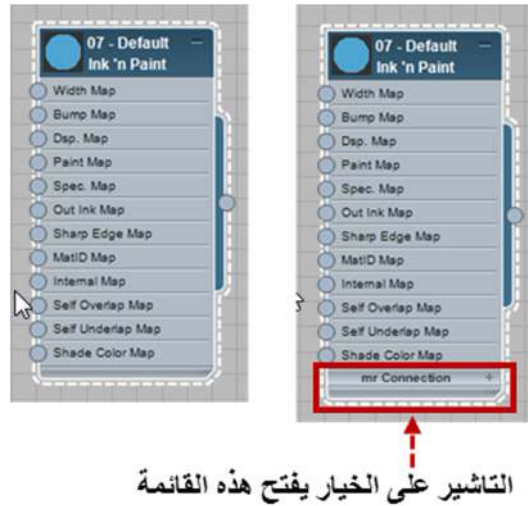 07 - Default
Ink 'n Paint
Width Map
Bump Map
Dsp. Map
Paint Map
Spec. Map
Out Ink Map
Sharp Edge Map
MatID Map
Internal Map
Self Overlap Map
Self Underlap Map
Shade Color Map
07 - Default
Ink 'n Paint
Width Map
Bump Map
Dsp. Map
Paint Map
Spec. Map
Out Ink Map
Sharp Edge Map
MatID Map
Internal Map
Self Overlap Map
Self Underlap Map
Shade Color Map
mr Connection +
التاشير على الخيار يفتح هذه القائمة